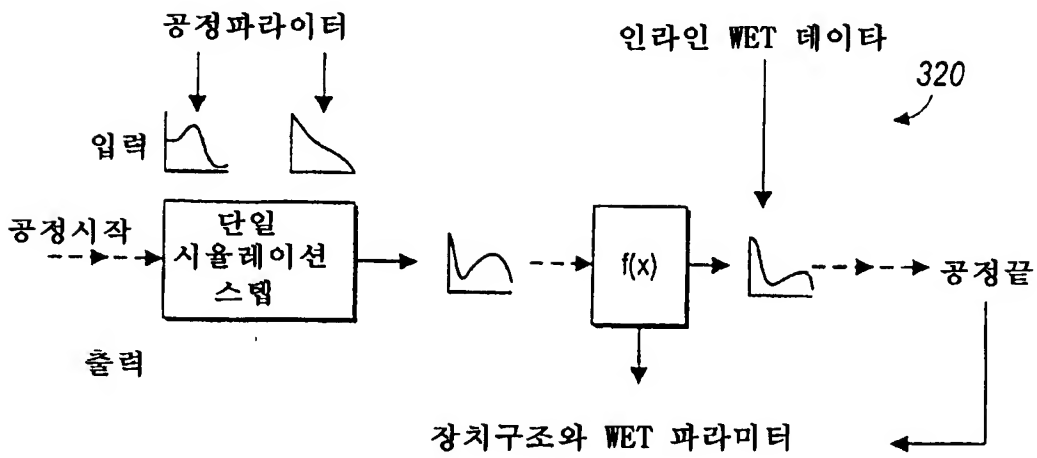 공정파라이터
인라인 WET 데이타
320
입력
공정시작
단일
시율레이션
스텝
f(x)
공정끝
출력
장치구조와 WET 파라미터